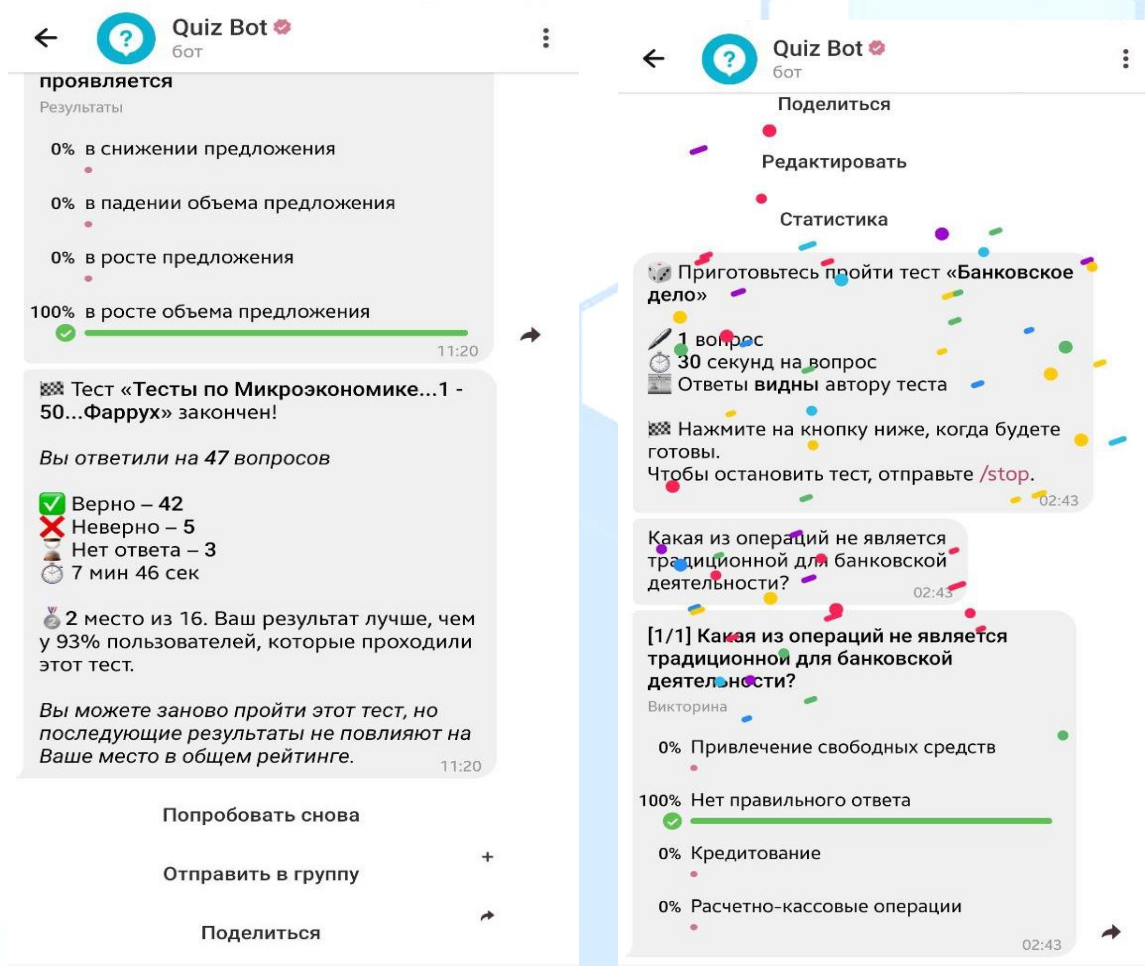 Quiz Bot
бот
проявляется
Результаты
0% в снижении предложения
0% в падении объема предложения
0% в росте предложения
100% в росте объема предложения
11:20
Тест «Тесты по Микроэкономике...1 -
50...Фаррух» закончен!
Вы ответили на 47 вопросов
Верно – 42
Неверно – 5
Нет ответа – 3
7 мин 46 сек
2 место из 16. Ваш результат лучше, чем
у 93% пользователей, которые проходили
этот тест.
Вы можете заново пройти этот тест, но
последующие результаты не повлияют на
Ваше место в общем рейтинге.
11:20
Попробовать снова
Отправить в группу
Поделиться
Quiz Bot
бот
Поделиться
Редактировать
Статистика
Приготовьтесь пройти тест «Банковское
дело»
1 вопрос
30 секунд на вопрос
Ответы видны автору теста
Нажмите на кнопку ниже, когда будете
готовы.
Чтобы остановить тест, отправьте /stop.
02:43
Какая из операций не является
традиционной для банковской
деятельности?
02:43
[1/1] Какая из операций не является
традиционной для банковской
деятельности?
Викторина
0% Привлечение свободных средств
100% Нет правильного ответа
0% Кредитование
0% Расчетно-кассовые операции
02:43